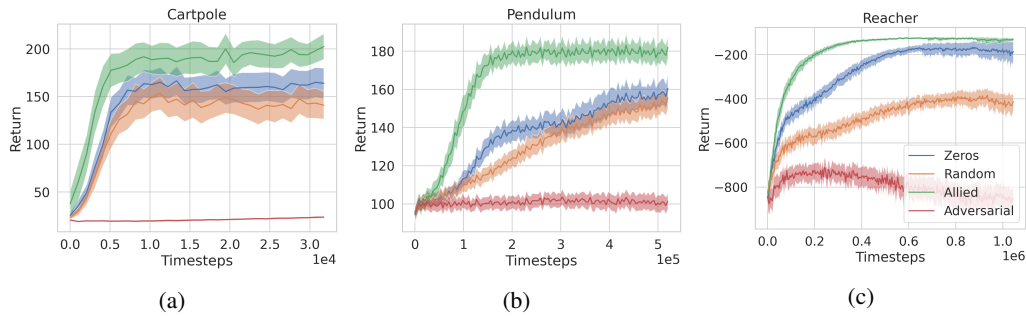 Cartpole
200
150
100
50
Return
0.0 0.5 1.0 1.5 2.0 2.5 3.0
1e4
Timesteps
(a)
Pendulum
180
160
140
120
100
Return
0 1 2 3 4 5
1e5
Timesteps
(b)
Reacher
−200
−400
−600
−800
Return
Zeros
Random
Allied
Adversarial
0.0 0.2 0.4 0.6 0.8 1.0
1e6
Timesteps
(c)